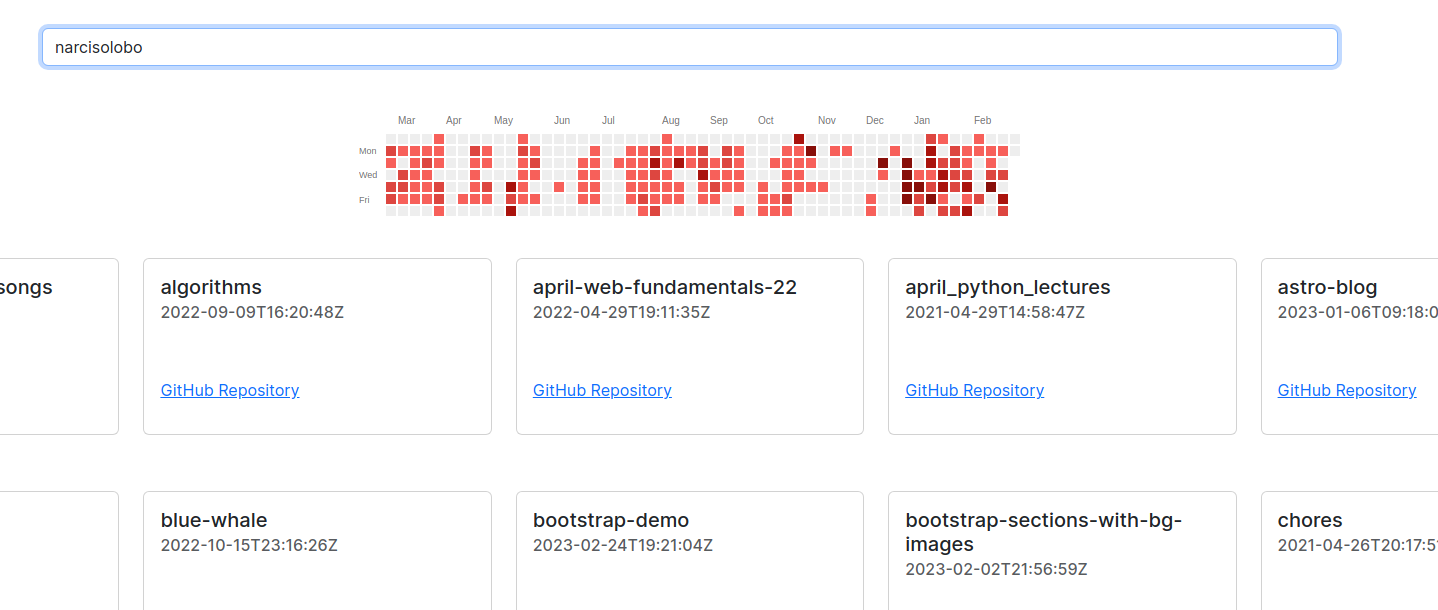 narcisolobo
Mar Apr May Jun Jul Aug Sep Oct Nov Dec Jan Feb
Mon
Wed
Fri
songs
algorithms
2022-09-09T16:20:48Z
GitHub Repository
april-web-fundamentals-22
2022-04-29T19:11:35Z
GitHub Repository
april_python_lectures
2021-04-29T14:58:47Z
GitHub Repository
astro-blog
2023-01-06T09:18:0
GitHub Repository
blue-whale
2022-10-15T23:16:26Z
bootstrap-demo
2023-02-24T19:21:04Z
bootstrap-sections-with-bg-
images
2023-02-02T21:56:59Z
chores
2021-04-26T20:17:5